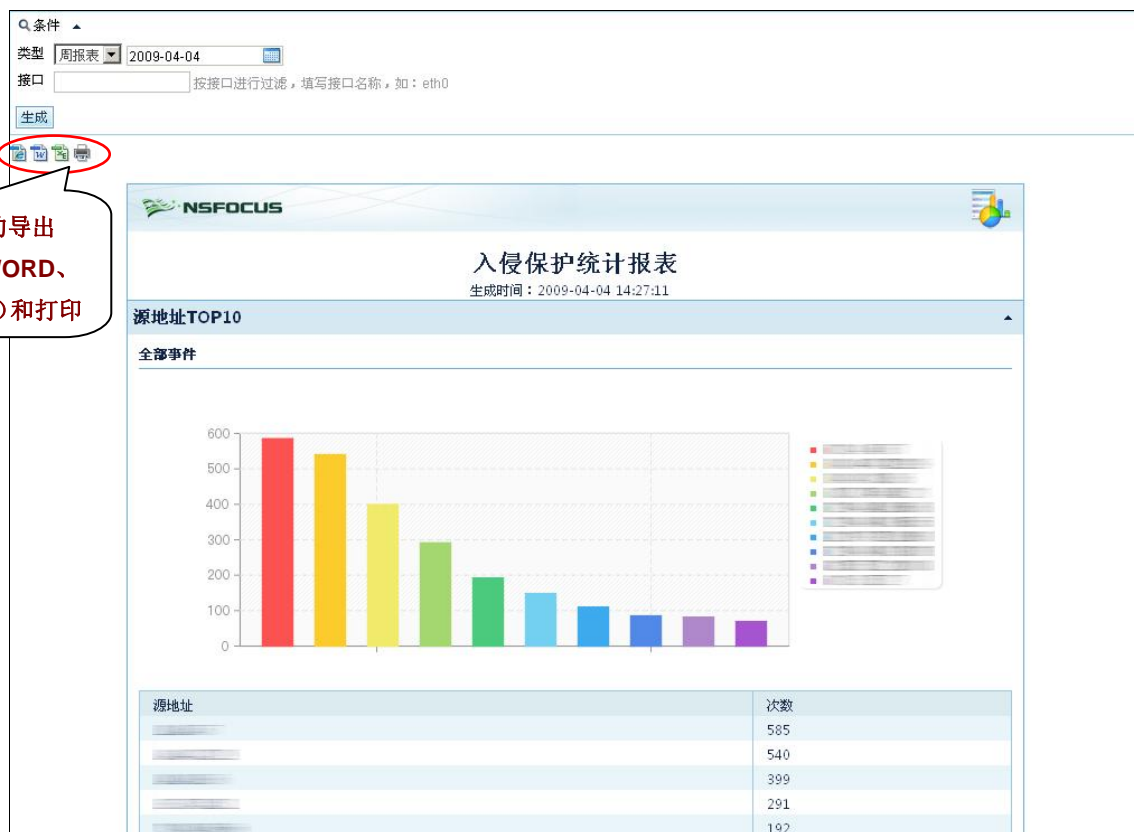 条件
类型 周报表 2009-04-04
接口 按接口进行过滤，填写接口名称，如：eth0
生成
导出
WORD、
）和打印
NSFOCUS
入侵保护统计报表
生成时间：2009-04-04 14:27:11
源地址TOP10
全部事件
600
500
400
300
200
100
0
源地址 次数
585
540
399
291
192